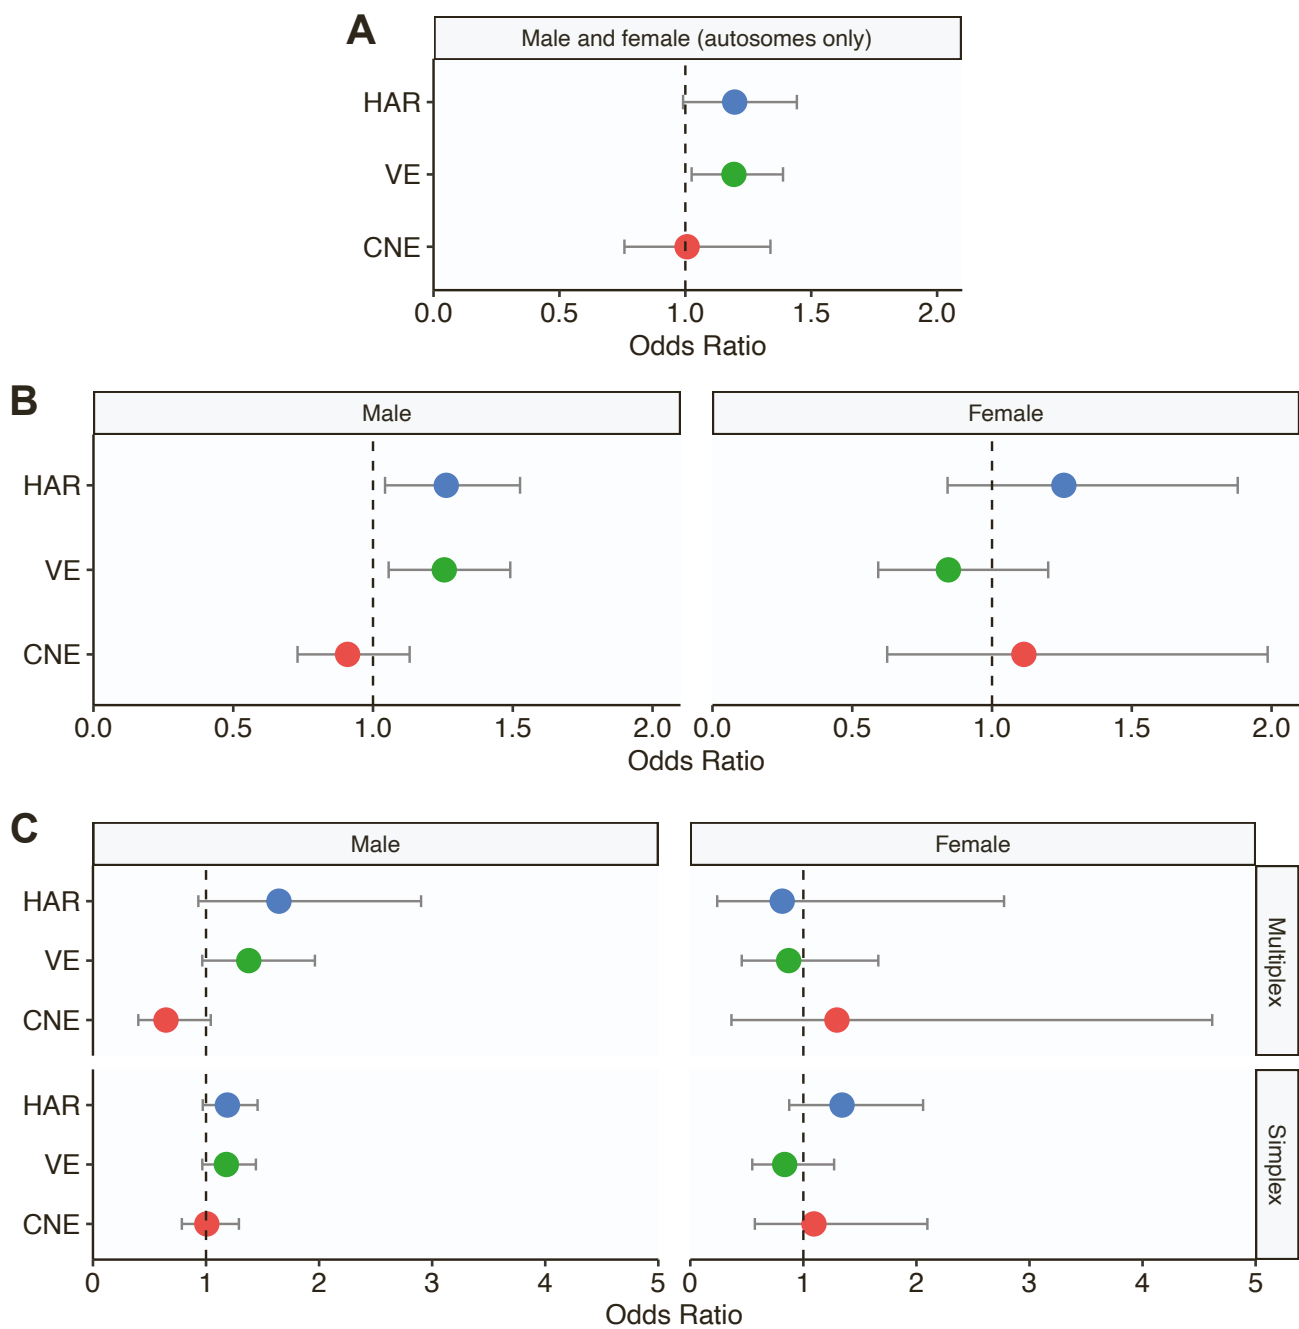 A
Male and female (autosomes only)
HAR
VE
CNE
0.0 0.5 1.0 1.5 2.0
Odds Ratio
B
Male Female
HAR
VE
CNE
0.0 0.5 1.0 1.5 2.0 0.0 0.5 1.0 1.5 2.0
Odds Ratio
C
Male Female
HAR
VE
CNE
Multiplex
HAR
VE
CNE
Simplex
0 1 2 3 4 5 0 1 2 3 4 5
Odds Ratio